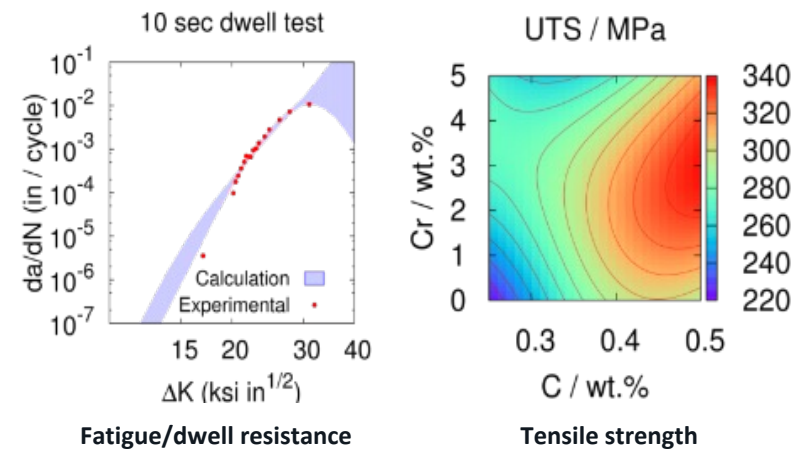 10 sec dwell test
da/dN (in / cycle)
10^-1
10^-2
10^-3
10^-4
10^-5
10^-6
10^-7
Calculation
Experimental
15 20 30 40
ΔK (ksi in^1/2)
Fatigue/dwell resistance
UTS / MPa
Cr / wt.%
5
4
3
2
1
0
0.3 0.4 0.5
C / wt.%
340
320
300
280
260
240
220
Tensile strength